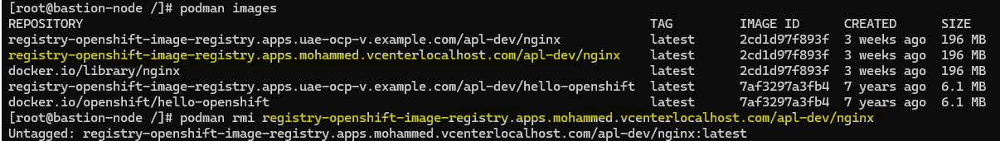 [root@bastion-node /]# podman images
REPOSITORY TAG IMAGE ID CREATED SIZE
registry-openshift-image-registry.apps.uae-ocp-v.example.com/apl-dev/nginx latest 2cd1d97f893f 3 weeks ago 196 MB
registry-openshift-image-registry.apps.mohammed.vcenterlocalhost.com/apl-dev/nginx latest 2cd1d97f893f 3 weeks ago 196 MB
docker.io/library/nginx latest 2cd1d97f893f 3 weeks ago 196 MB
registry-openshift-image-registry.apps.uae-ocp-v.example.com/apl-dev/hello-openshift latest 7af3297a3fb4 7 years ago 6.1 MB
docker.io/openshift/hello-openshift latest 7af3297a3fb4 7 years ago 6.1 MB
[root@bastion-node /]# podman rmi registry-openshift-image-registry.apps.mohammed.vcenterlocalhost.com/apl-dev/nginx
Untagged: registry-openshift-image-registry.apps.mohammed.vcenterlocalhost.com/apl-dev/nginx:latest